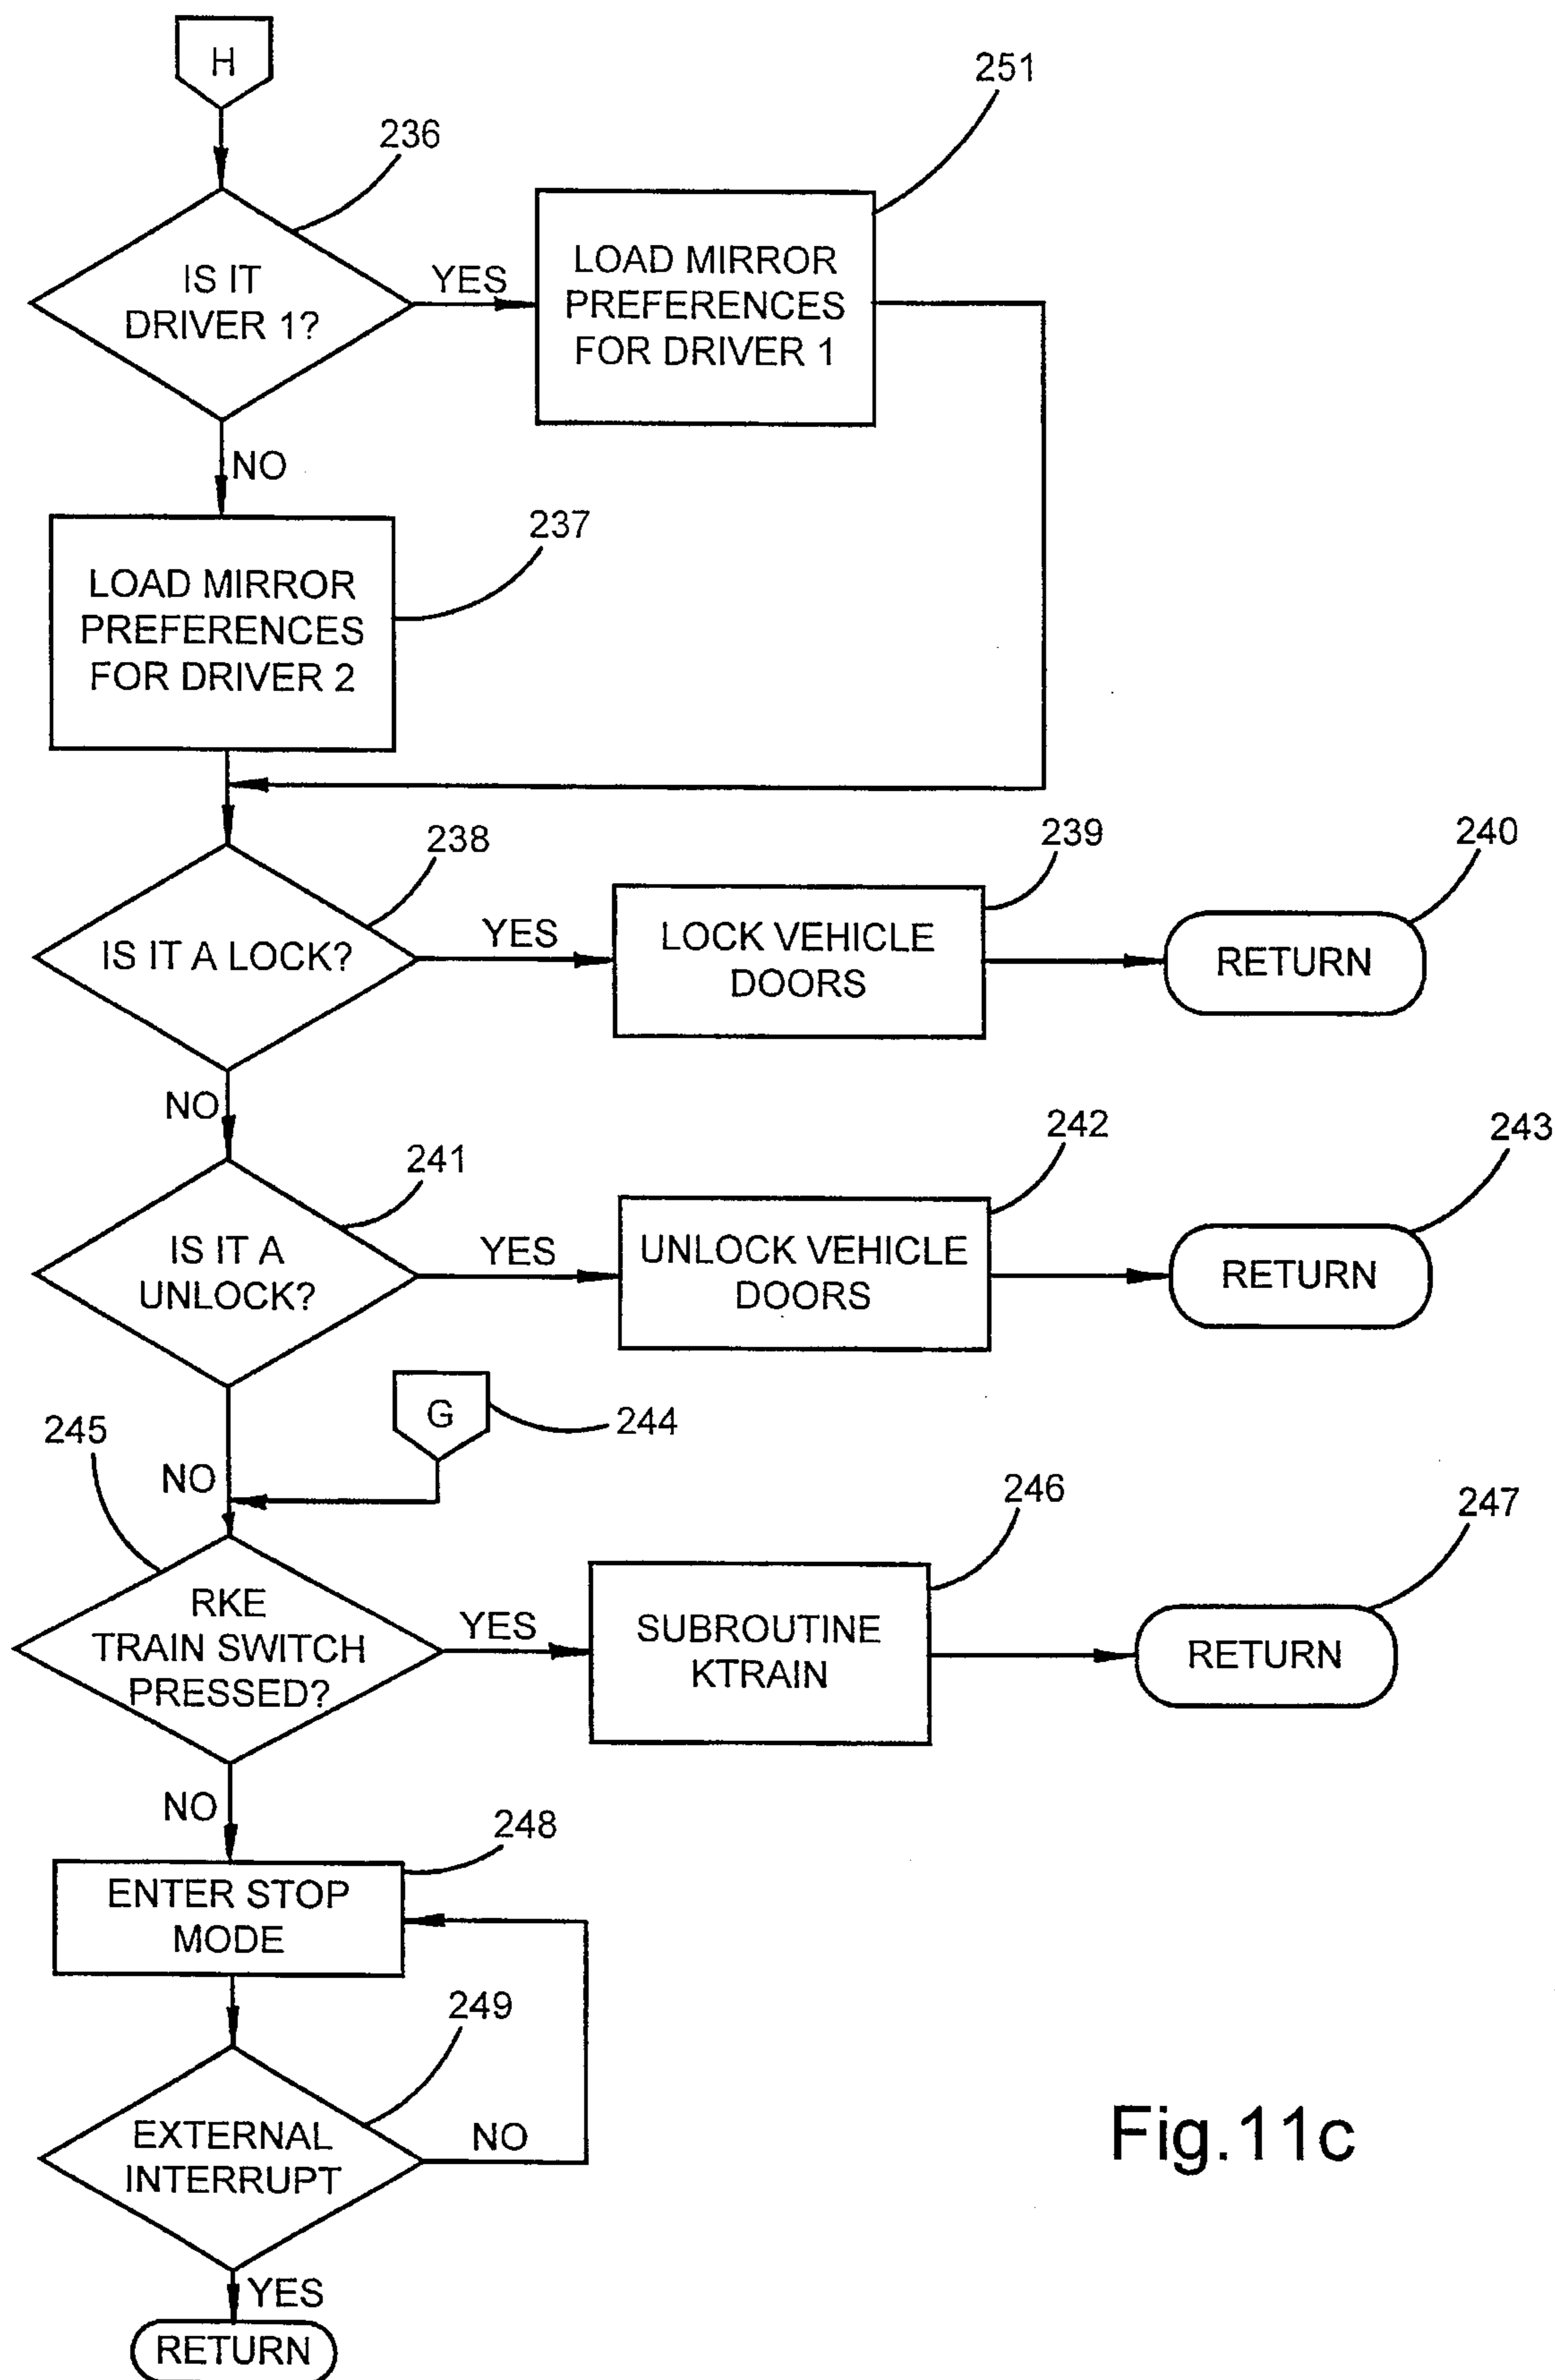 H
251
236
IS IT
DRIVER 1?
YES
LOAD MIRROR
PREFERENCES
FOR DRIVER 1
NO
237
LOAD MIRROR
PREFERENCES
FOR DRIVER 2
238
239
240
IS IT A LOCK?
YES
LOCK VEHICLE
DOORS
RETURN
NO
241
242
243
IS IT A
UNLOCK?
YES
UNLOCK VEHICLE
DOORS
RETURN
G
244
245
NO
246
247
RKE
TRAIN SWITCH
PRESSED?
YES
SUBROUTINE
KTRAIN
RETURN
NO
248
ENTER STOP
MODE
249
EXTERNAL
INTERRUPT
NO
YES
RETURN
Fig.11c